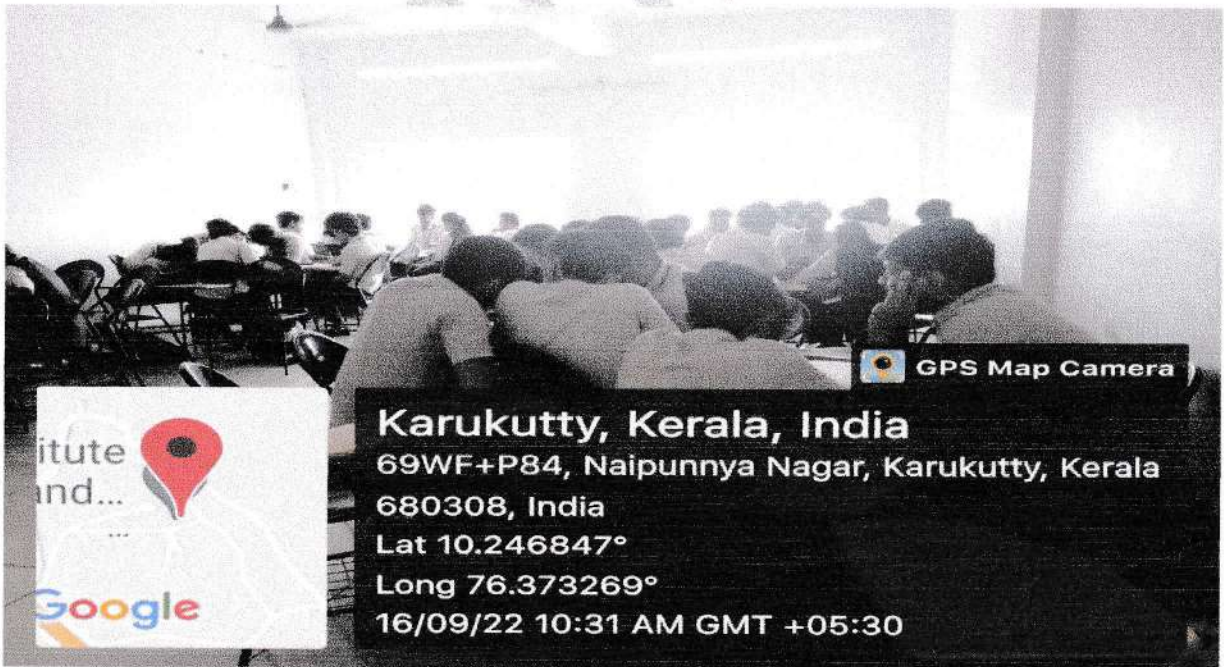 GPS Map Camera
Karukutty, Kerala, India
69WF+P84, Naipunnya Nagar, Karukutty, Kerala
680308, India
Lat 10.246847°
Long 76.373269°
16/09/22 10:31 AM GMT +05:30
itute
and...
...
Google